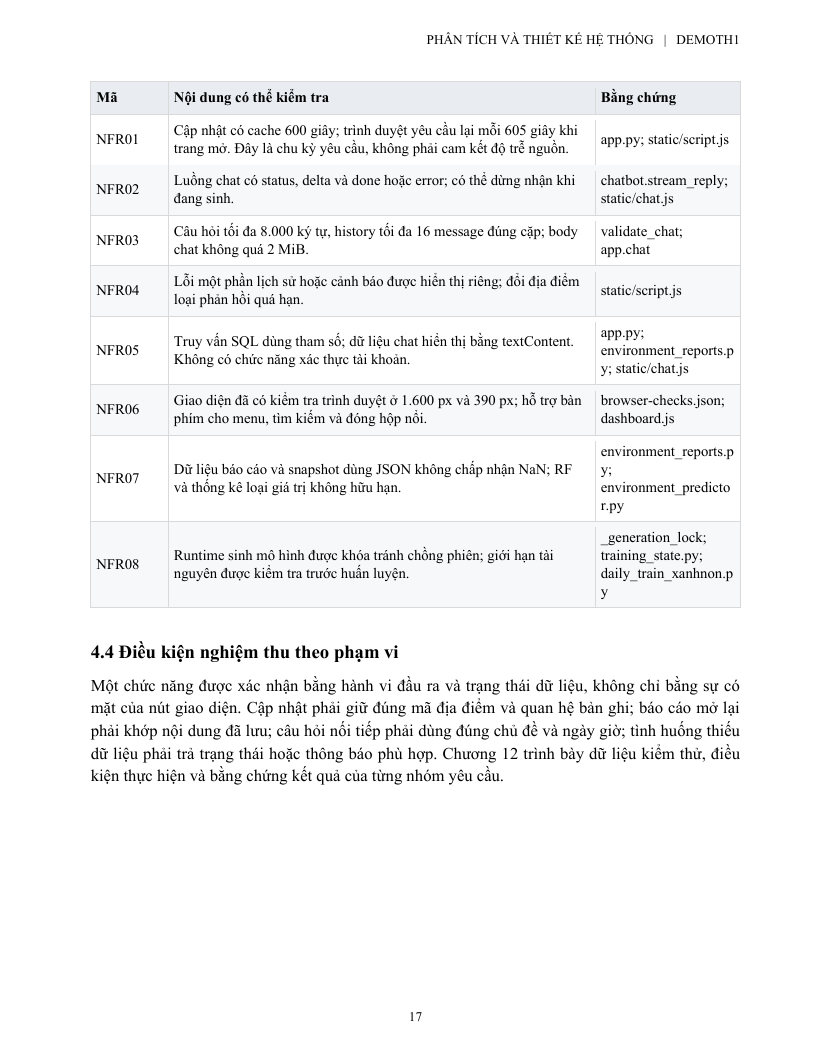 PHÂN TÍCH VÀ THIẾT KẾ HỆ THỐNG | DEMOTH1
Mã Nội dung có thể kiểm tra Bằng chứng
NFR01
Cập nhật có cache 600 giây; trình duyệt yêu cầu lại mỗi 605 giây khi
trang mở. Đây là chu kỳ yêu cầu, không phải cam kết độ trễ nguồn.
app.py; static/script.js
NFR02
Luồng chat có status, delta và done hoặc error; có thể dừng nhận khi
đang sinh.
chatbot.stream_reply;
static/chat.js
NFR03
Câu hỏi tối đa 8.000 ký tự, history tối đa 16 message đúng cặp; body
chat không quá 2 MiB.
validate_chat;
app.chat
NFR04
Lỗi một phần lịch sử hoặc cảnh báo được hiển thị riêng; đổi địa điểm
loại phản hồi quá hạn.
static/script.js
NFR05
Truy vấn SQL dùng tham số; dữ liệu chat hiển thị bằng textContent.
Không có chức năng xác thực tài khoản.
app.py;
environment_reports.p
y; static/chat.js
NFR06
Giao diện đã có kiểm tra trình duyệt ở 1.600 px và 390 px; hỗ trợ bàn
phím cho menu, tìm kiếm và đóng hộp nổi.
browser-checks.json;
dashboard.js
NFR07
Dữ liệu báo cáo và snapshot dùng JSON không chấp nhận NaN; RF
và thống kê loại giá trị không hữu hạn.
environment_reports.p
y;
environment_predicto
r.py
NFR08
Runtime sinh mô hình được khóa tránh chồng phiên; giới hạn tài
nguyên được kiểm tra trước huấn luyện.
_generation_lock;
training_state.py;
daily_train_xanhnon.p
y
4.4 Điều kiện nghiệm thu theo phạm vi
Một chức năng được xác nhận bằng hành vi đầu ra và trạng thái dữ liệu, không chỉ bằng sự có
mặt của nút giao diện. Cập nhật phải giữ đúng mã địa điểm và quan hệ bản ghi; báo cáo mở lại
phải khớp nội dung đã lưu; câu hỏi nối tiếp phải dùng đúng chủ đề và ngày giờ; tình huống thiếu
dữ liệu phải trả trạng thái hoặc thông báo phù hợp. Chương 12 trình bày dữ liệu kiểm thử, điều
kiện thực hiện và bằng chứng kết quả của từng nhóm yêu cầu.
17